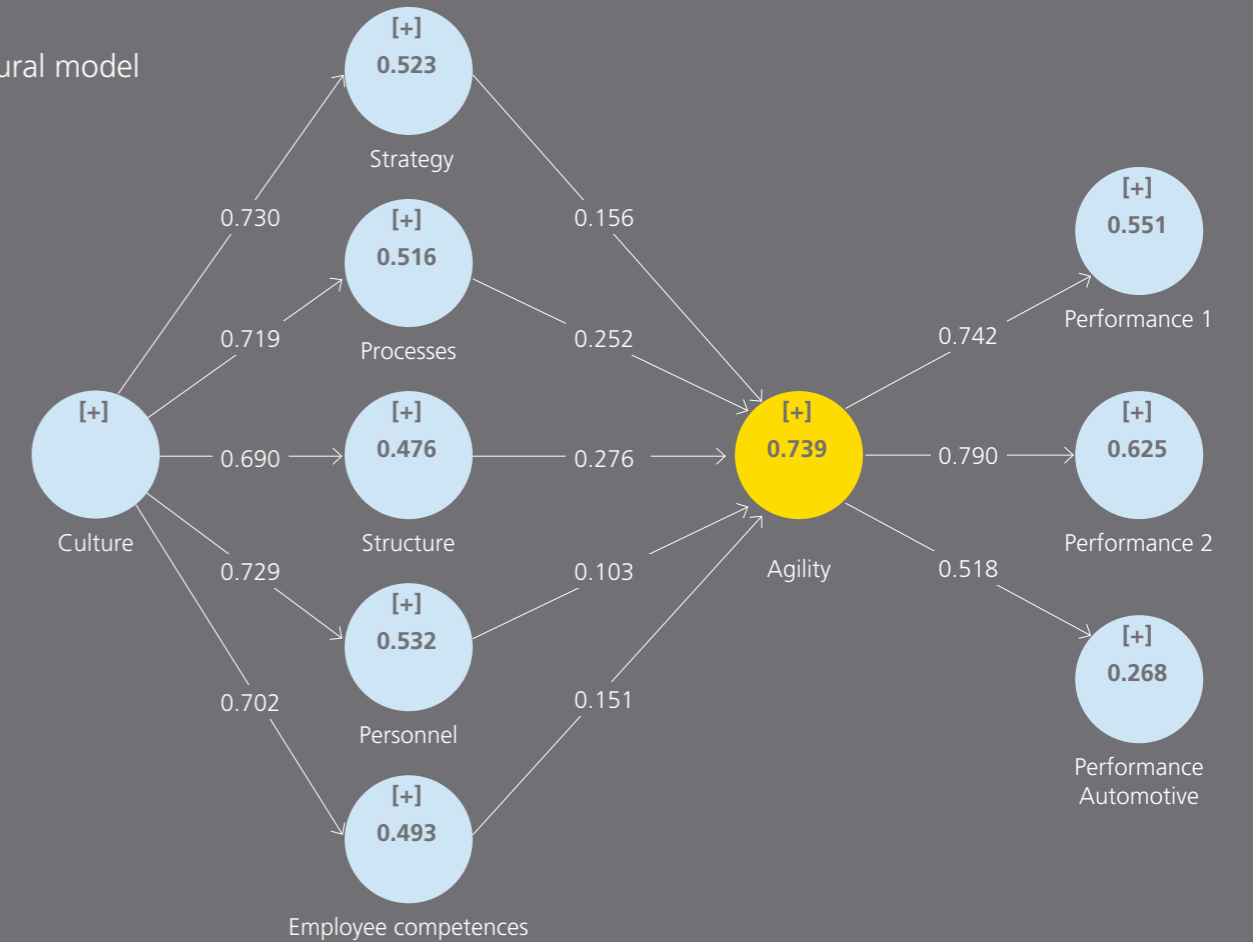 ural model
[+]
0.523
Strategy
0.730
0.156
[+]
0.516
Processes
0.719
0.252
[+]
Culture
0.690
[+]
0.476
Structure
0.276
[+]
0.739
Agility
0.729
[+]
0.532
Personnel
0.103
0.702
[+]
0.493
Employee competences
0.151
0.742
[+]
0.551
Performance 1
0.790
[+]
0.625
Performance 2
0.518
[+]
0.268
Performance
Automotive